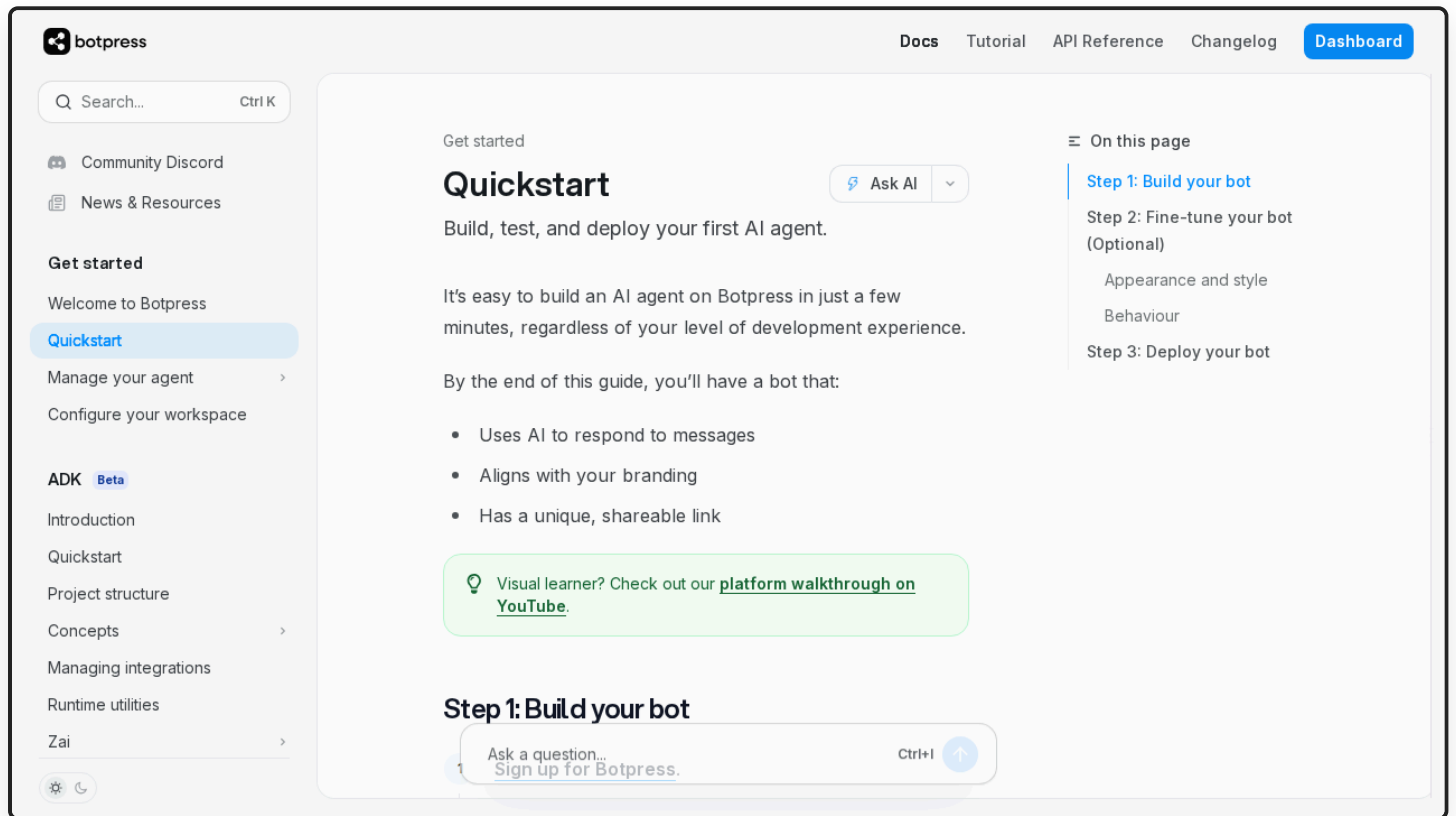 botpress
Docs
Tutorial
API Reference
Changelog
Dashboard
Search...
Ctrl K
Community Discord
News & Resources
Get started
Welcome to Botpress
Quickstart
Manage your agent
Configure your workspace
ADK Beta
Introduction
Quickstart
Project structure
Concepts
Managing integrations
Runtime utilities
Zai
Get started
Quickstart
Ask AI
Build, test, and deploy your first AI agent.
It’s easy to build an AI agent on Botpress in just a few
minutes, regardless of your level of development experience.
By the end of this guide, you’ll have a bot that:
Uses AI to respond to messages
Aligns with your branding
Has a unique, shareable link
Visual learner? Check out our platform walkthrough on
YouTube.
Step 1: Build your bot
Ask a question...
Ctrl+I
1
Sign up for Botpress.
On this page
Step 1: Build your bot
Step 2: Fine-tune your bot
(Optional)
Appearance and style
Behaviour
Step 3: Deploy your bot